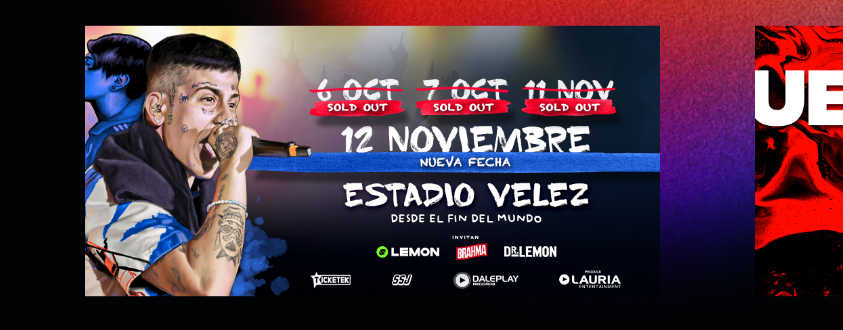 6 OCT 7 OCT 11 NOV
SOLD OUT SOLD OUT SOLD OUT
12 NOVIEMBRE
NUEVA FECHA
ESTADIO VELEZ
DESDE EL FIN DEL MUNDO
INVITAN
LEMON BRAHMA DR.LEMON
PRODUCE
TICKETEK DALEPLAY LAURIA
ENTERTAINMENT
UE